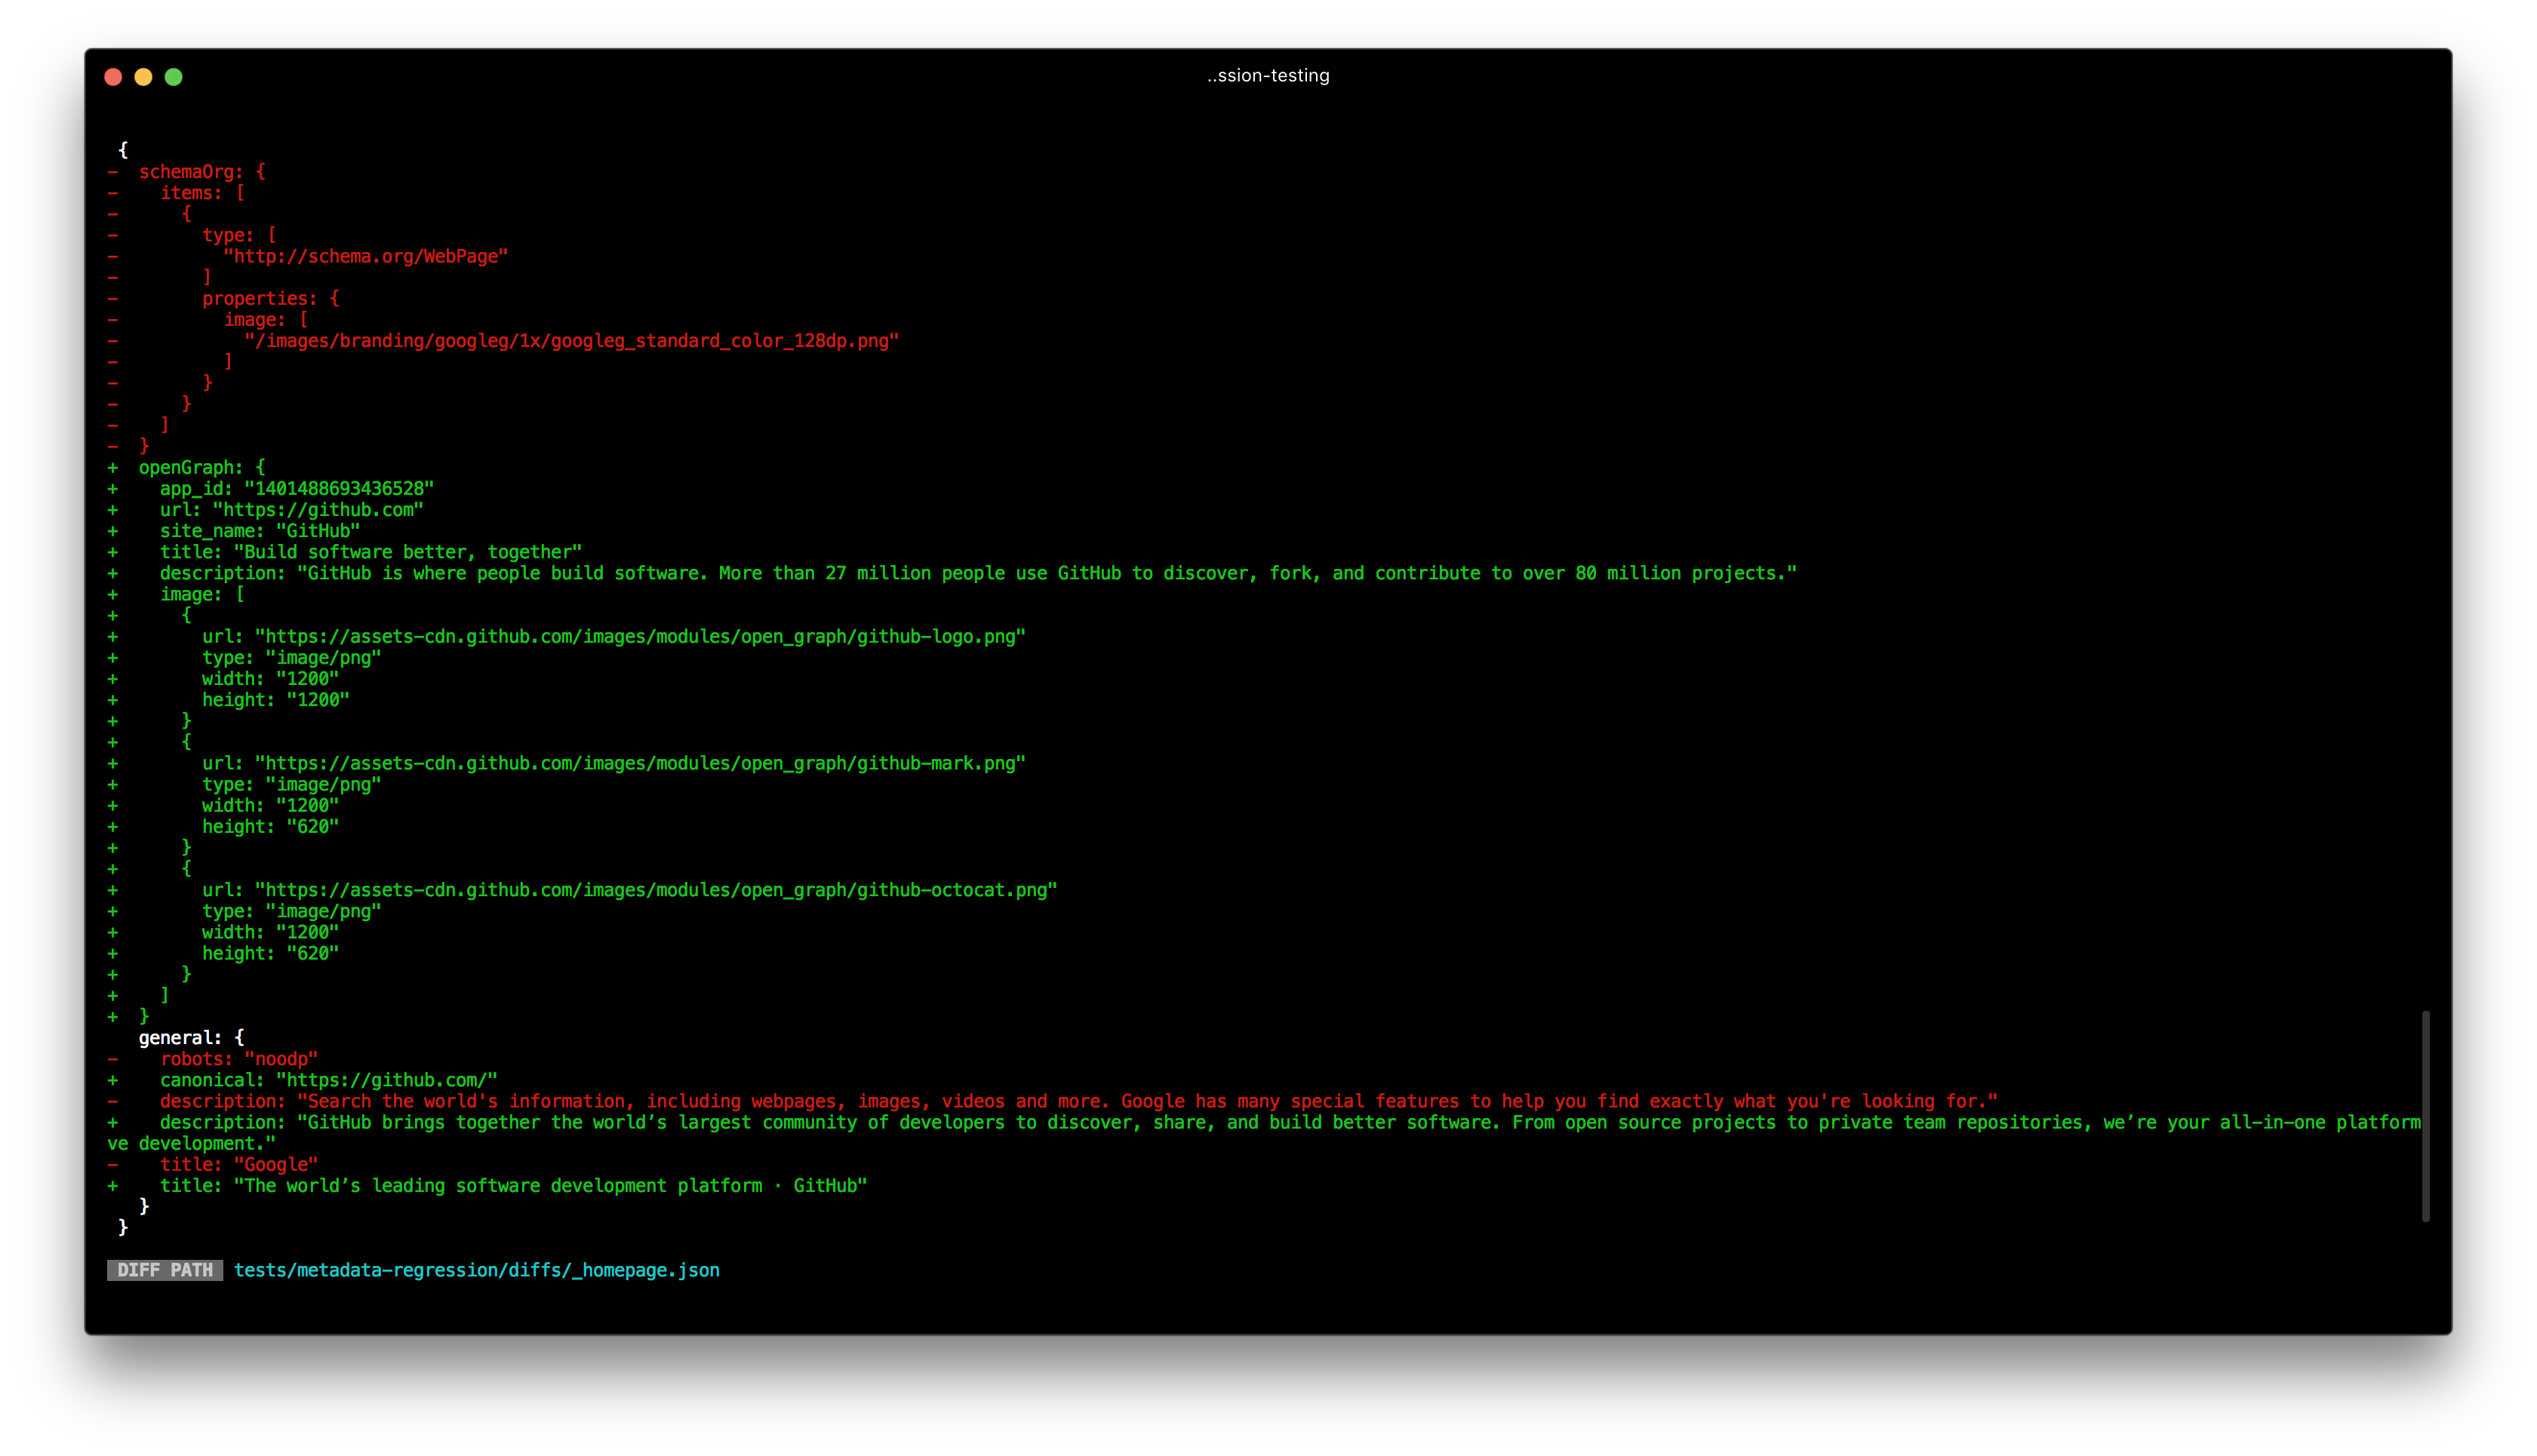 ..ssion-testing
 {
-  schemaOrg: {
-    items: [
-      {
-        type: [
-          "http://schema.org/WebPage"
-        ]
-        properties: {
-          image: [
-            "/images/branding/googleg/1x/googleg_standard_color_128dp.png"
-          ]
-        }
-      }
-    ]
-  }
+  openGraph: {
+    app_id: "1401488693436528"
+    url: "https://github.com"
+    site_name: "GitHub"
+    title: "Build software better, together"
+    description: "GitHub is where people build software. More than 27 million people use GitHub to discover, fork, and contribute to over 80 million projects."
+    image: [
+      {
+        url: "https://assets-cdn.github.com/images/modules/open_graph/github-logo.png"
+        type: "image/png"
+        width: "1200"
+        height: "1200"
+      }
+      {
+        url: "https://assets-cdn.github.com/images/modules/open_graph/github-mark.png"
+        type: "image/png"
+        width: "1200"
+        height: "620"
+      }
+      {
+        url: "https://assets-cdn.github.com/images/modules/open_graph/github-octocat.png"
+        type: "image/png"
+        width: "1200"
+        height: "620"
+      }
+    ]
+  }
   general: {
-    robots: "noodp"
+    canonical: "https://github.com/"
-    description: "Search the world's information, including webpages, images, videos and more. Google has many special features to help you find exactly what you're looking for."
+    description: "GitHub brings together the world’s largest community of developers to discover, share, and build better software. From open source projects to private team repositories, we’re your all-in-one platform
ve development."
-    title: "Google"
+    title: "The world’s leading software development platform · GitHub"
   }
 }
DIFF PATH tests/metadata-regression/diffs/_homepage.json